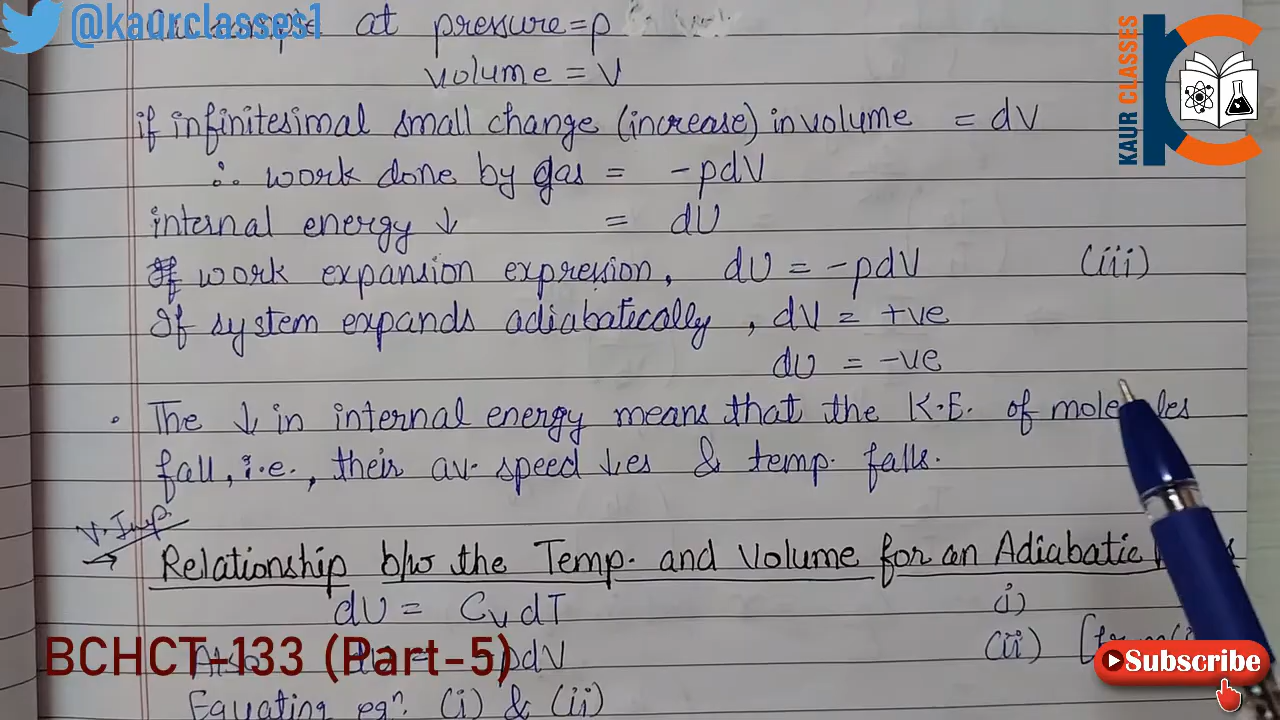 @kaurclasses1
at pressure = p
volume = V
if infinitesimal small change (increase) in volume = dV
∴ work done by gas = -pdV
internal energy ↓ = dU
work expansion expression, dU = -pdV (iii)
If system expands adiabatically, dV = +ve
dU = -ve
• The ↓ in internal energy means that the K.E. of molecules
fall, i.e., their av. speed ↓es & temp. falls.
V. Imp.
→ Relationship b/w the Temp. and Volume for an Adiabatic
dU = CvdT (i)
pdV (ii)
Equating eqn. (i) & (ii)
KAUR CLASSES
BCHCT-133 (Part-5)
Subscribe